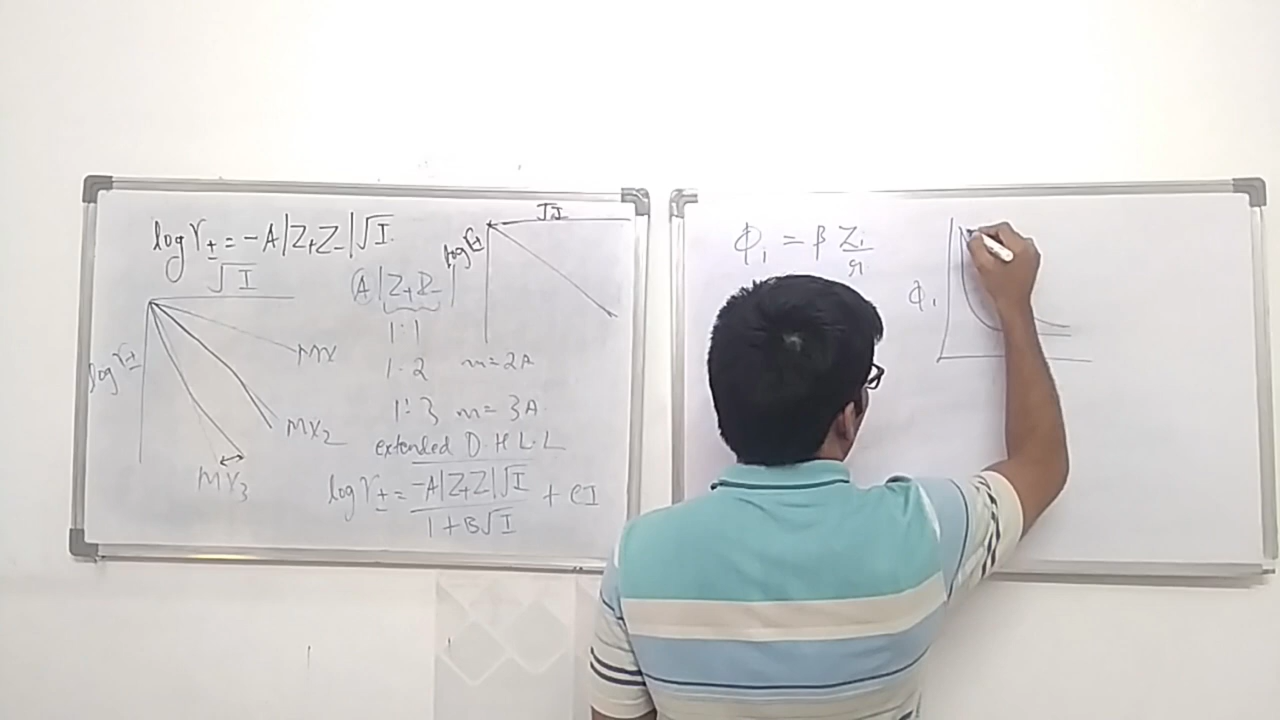 log γ± = -A|Z+Z-|√I
√I
log γ±
MX
MX2
MX3
A|Z+Z-|
1:1
1:2 m=2A
1:3 m=3A
√I
log γ±
extended D.H L.L
log γ± = -A|Z+Z-|√I / 1+B√I + CI
Φi = β Zi/r
Φi